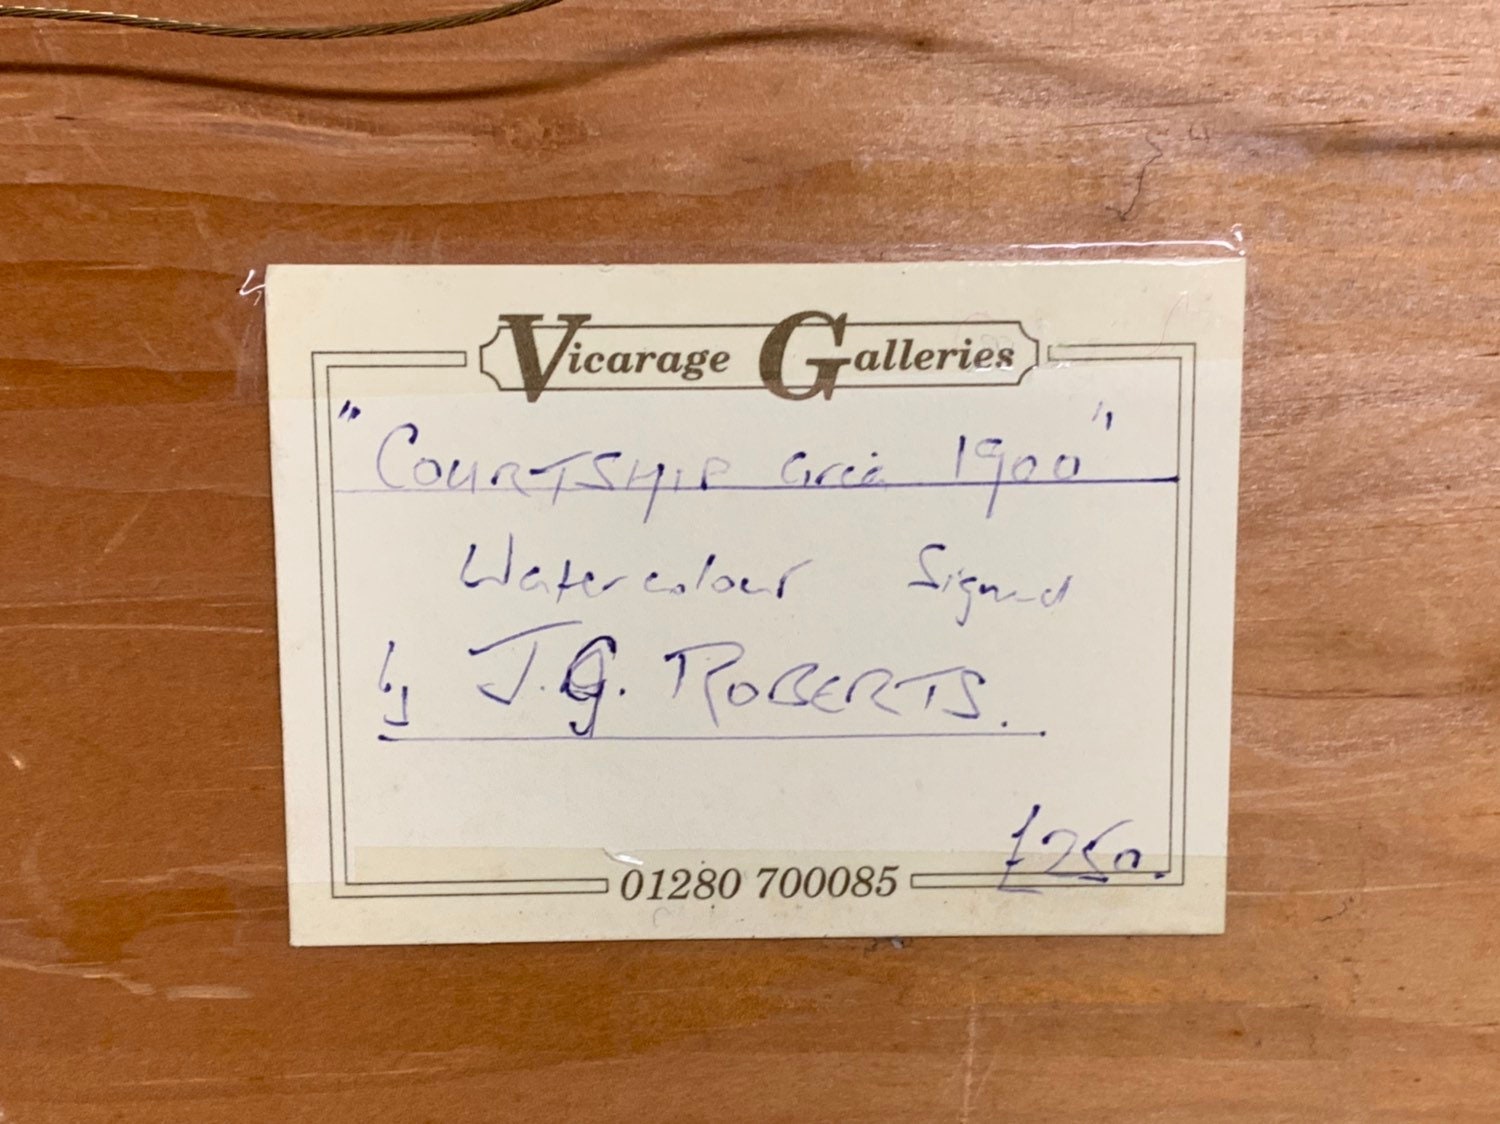 Vicarage Galleries
"COURTSHIP circa 1900"
Watercolour Signed
by J.G. ROBERTS.
£250.
01280 700085